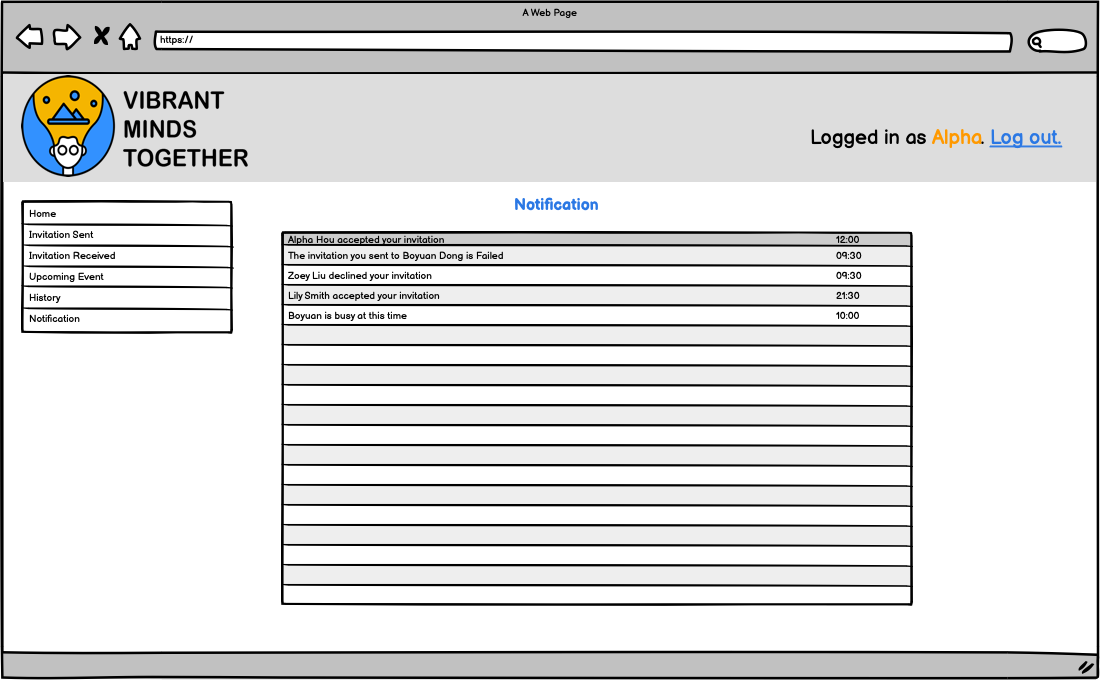 A Web Page
https://
VIBRANT
MINDS
TOGETHER
Logged in as Alpha. Log out.
Home
Invitation Sent
Invitation Received
Upcoming Event
History
Notification
Notification
Alpha Hou accepted your invitation 12:00
The invitation you sent to Boyuan Dong is Failed 09:30
Zoey Liu declined your invitation 09:30
Lily Smith accepted your invitation 21:30
Boyuan is busy at this time 10:00